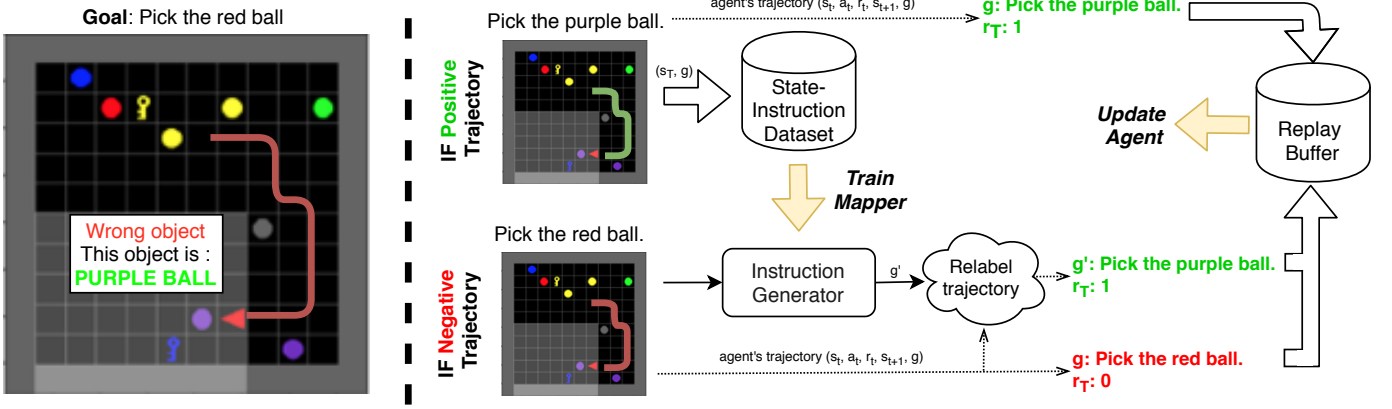 Goal: Pick the red ball
Wrong object
This object is :
PURPLE BALL
Pick the purple ball.
agent's trajectory (st, at, rt, st+1, g)
g: Pick the purple ball.
rT: 1
IF Positive
Trajectory
(sT, g)
State-
Instruction
Dataset
Update
Agent
Replay
Buffer
Train
Mapper
Pick the red ball.
IF Negative
Trajectory
Instruction
Generator
g'
Relabel
trajectory
g': Pick the purple ball.
rT: 1
agent's trajectory (st, at, rt, st+1, g)
g: Pick the red ball.
rT: 0